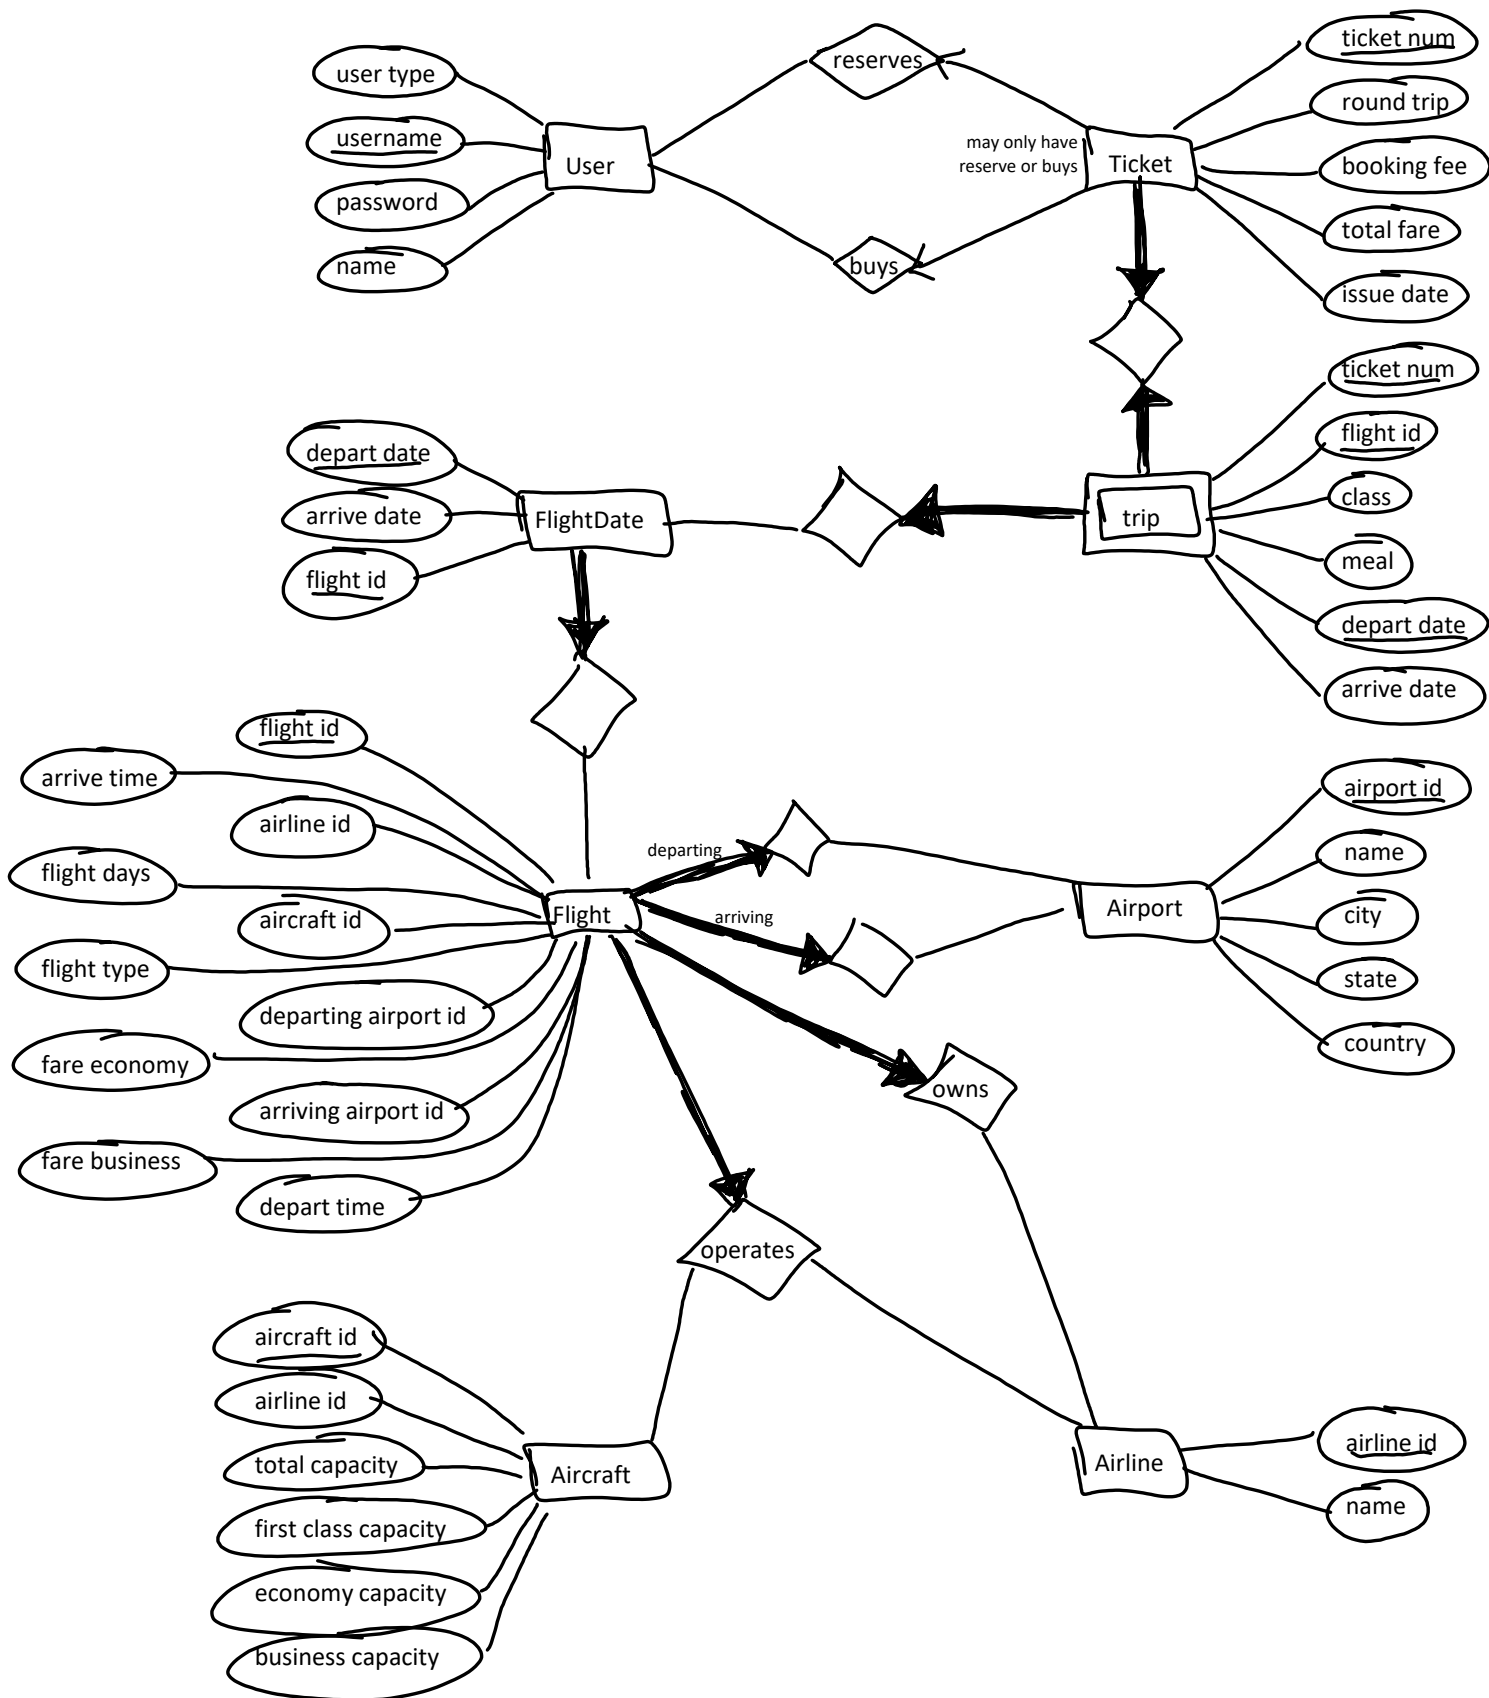 user type
username
password
name
User
reserves
buys
may only have
reserve or buys
Ticket
ticket num
round trip
booking fee
total fare
issue date
depart date
arrive date
flight id
FlightDate
trip
ticket num
flight id
class
meal
depart date
arrive date
flight id
arrive time
airline id
flight days
aircraft id
flight type
departing airport id
fare economy
arriving airport id
fare business
depart time
Flight
departing
arriving
Airport
airport id
name
city
state
country
owns
operates
aircraft id
airline id
total capacity
first class capacity
economy capacity
business capacity
Aircraft
Airline
airline id
name